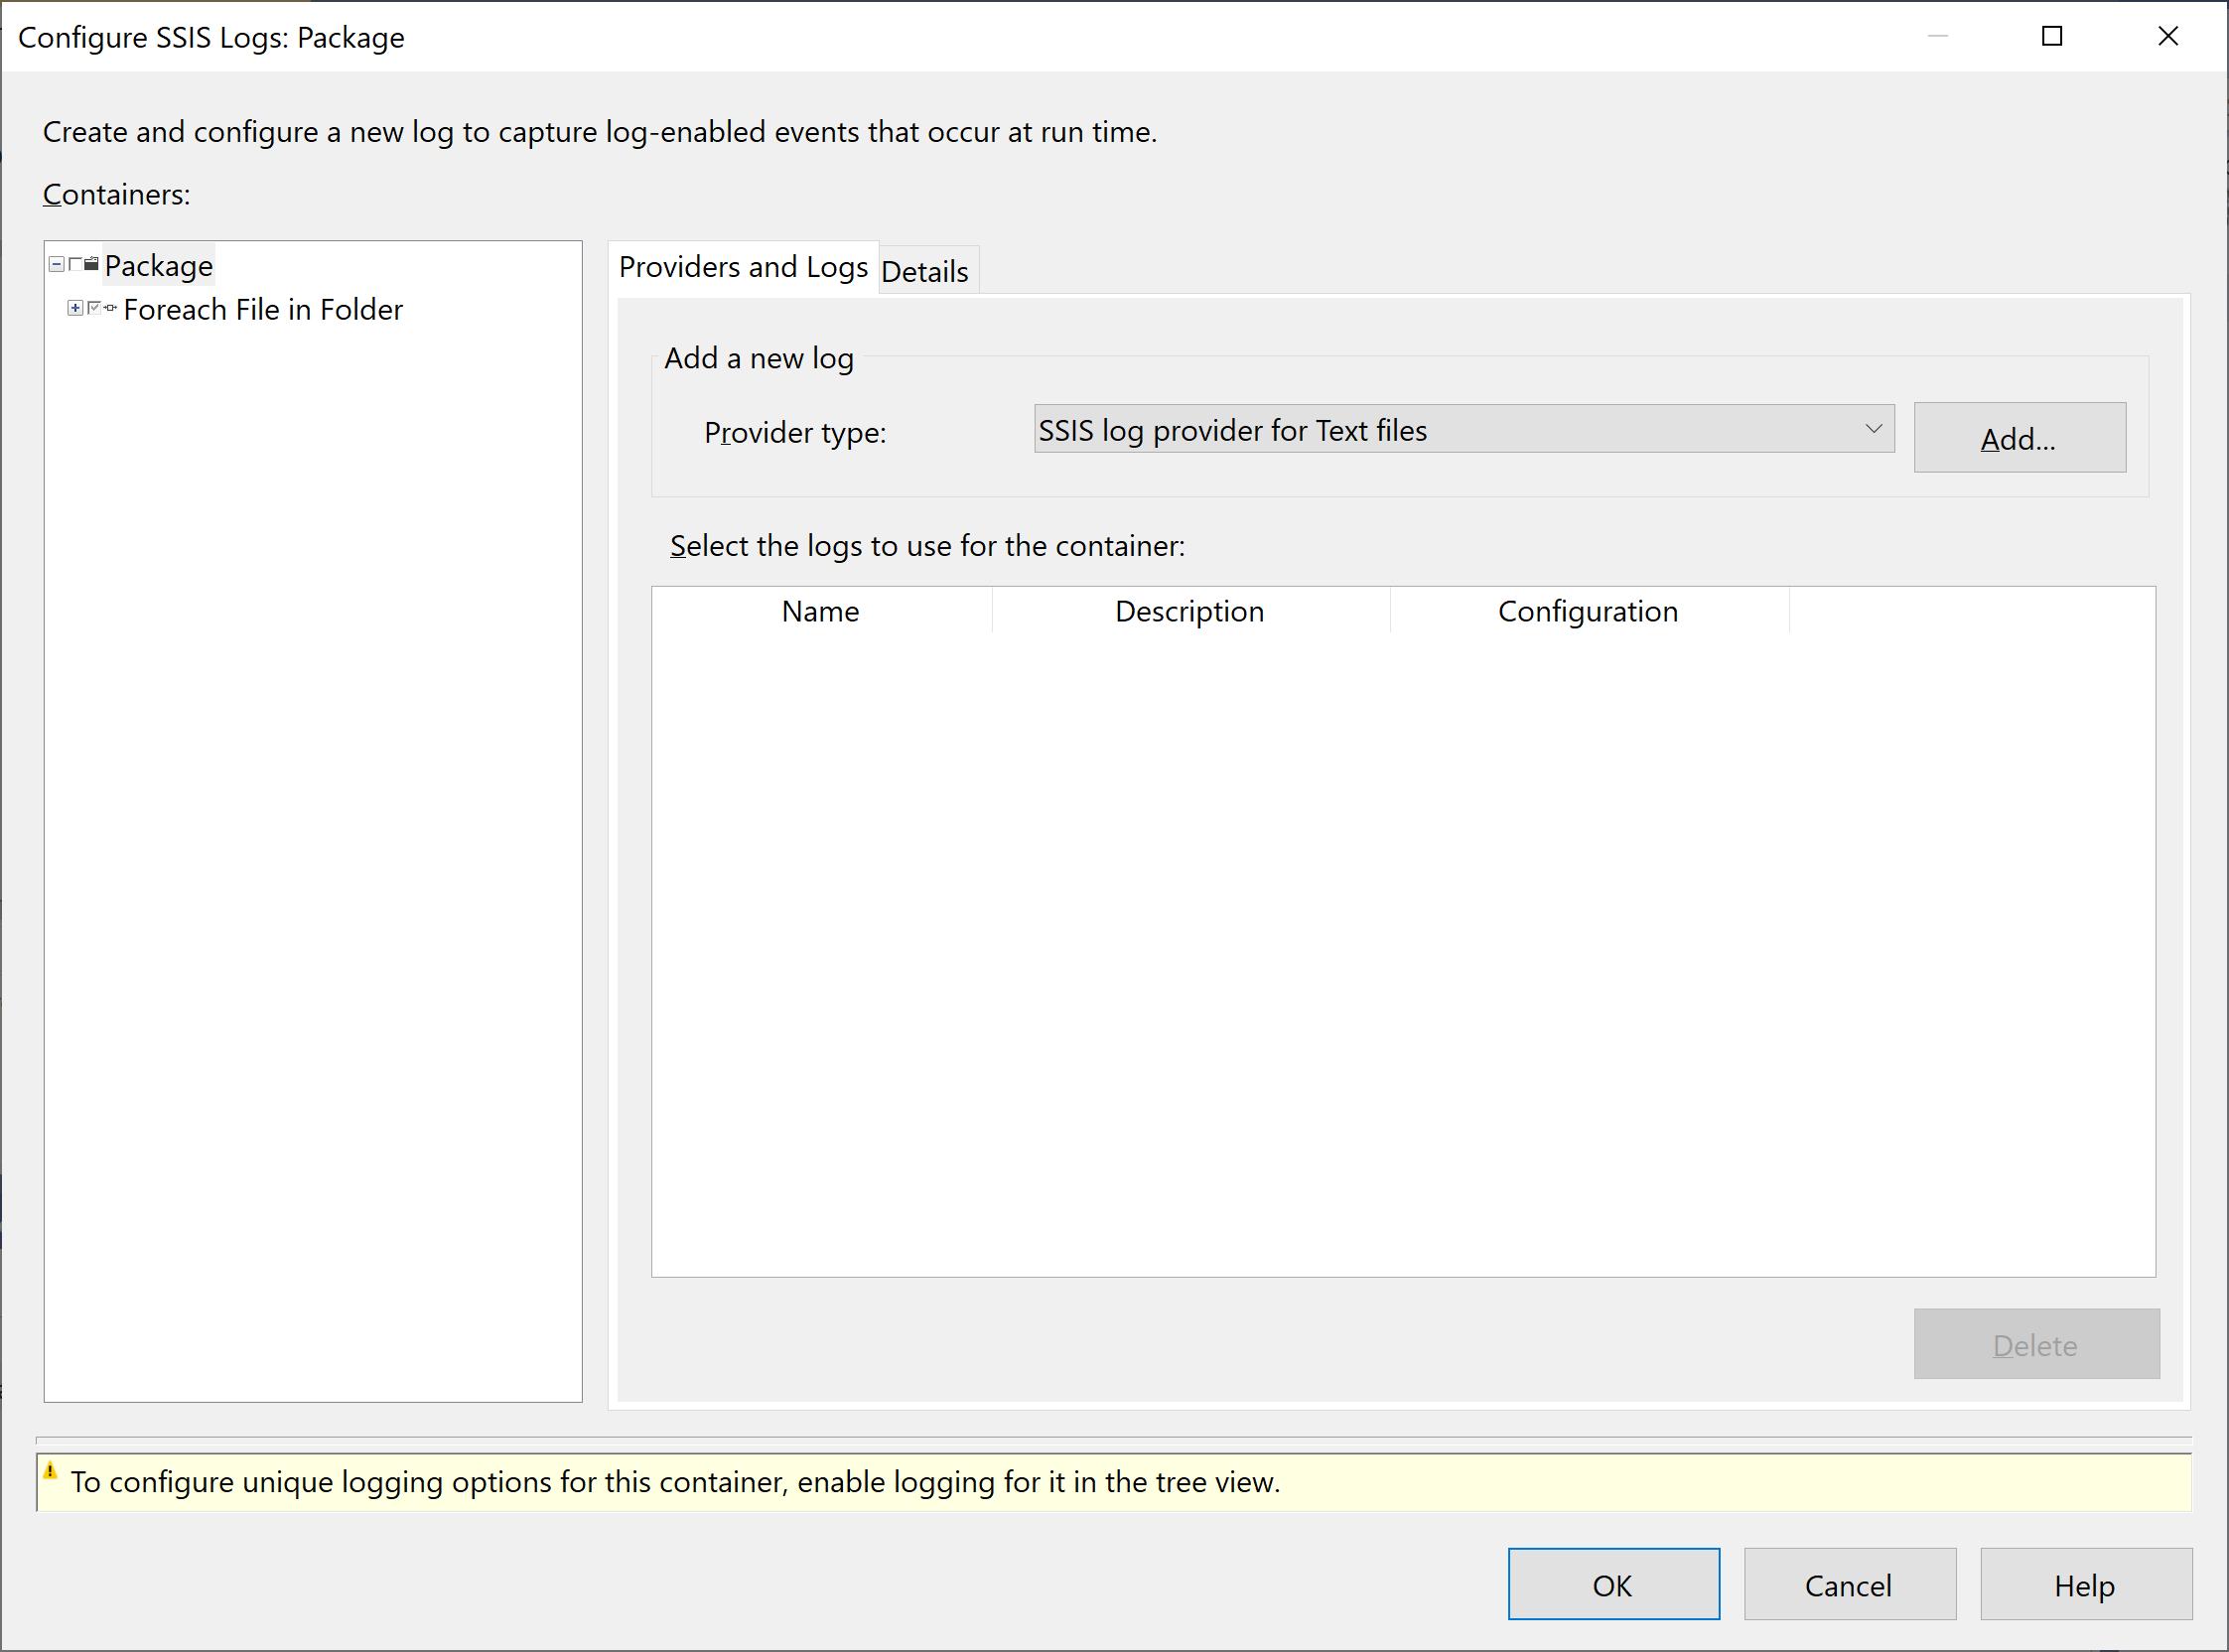 Configure SSIS Logs: Package
Create and configure a new log to capture log-enabled events that occur at run time.
Containers:
Package
Foreach File in Folder
Providers and Logs
Details
Add a new log
Provider type:
SSIS log provider for Text files
Add...
Select the logs to use for the container:
Name
Description
Configuration
Delete
To configure unique logging options for this container, enable logging for it in the tree view.
OK
Cancel
Help